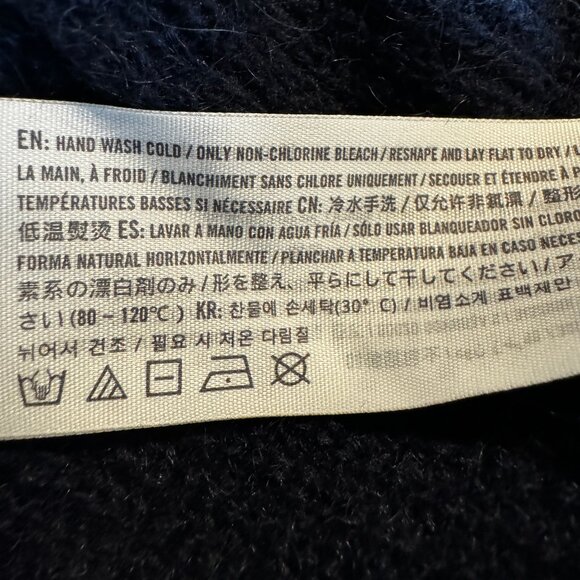 EN: HAND WASH COLD / ONLY NON-CHLORINE BLEACH / RESHAPE AND LAY FLAT TO DRY /
LA MAIN, À FROID / BLANCHIMENT SANS CHLORE UNIQUEMENT / SECOUER ET ÉTENDRE À
TEMPÉRATURES BASSES SI NÉCESSAIRE CN: 冷水手洗 / 仅允许非氯漂 / 整形
低温熨烫 ES: LAVAR A MANO CON AGUA FRÍA / SÓLO USAR BLANQUEADOR SIN CLORO
FORMA NATURAL HORIZONTALMENTE / PLANCHAR A TEMPERATURA BAJA EN CASO NECES
素系の漂白剤のみ / 形を整え、平らにして干してください / ア
さい (80 ~ 120℃ ) KR: 찬물에 손세탁(30° C) / 비염소계 표백제만
뉘어서 건조 / 필요 시 저온 다림질